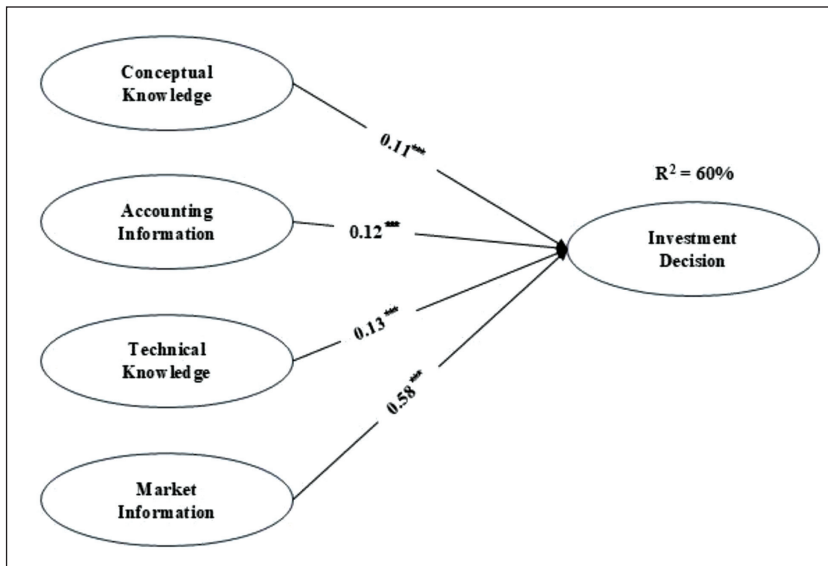 Conceptual
Knowledge
0.11***
R² = 60%
Accounting
Information
0.12***
Investment
Decision
Technical
Knowledge
0.13***
0.58***
Market
Information